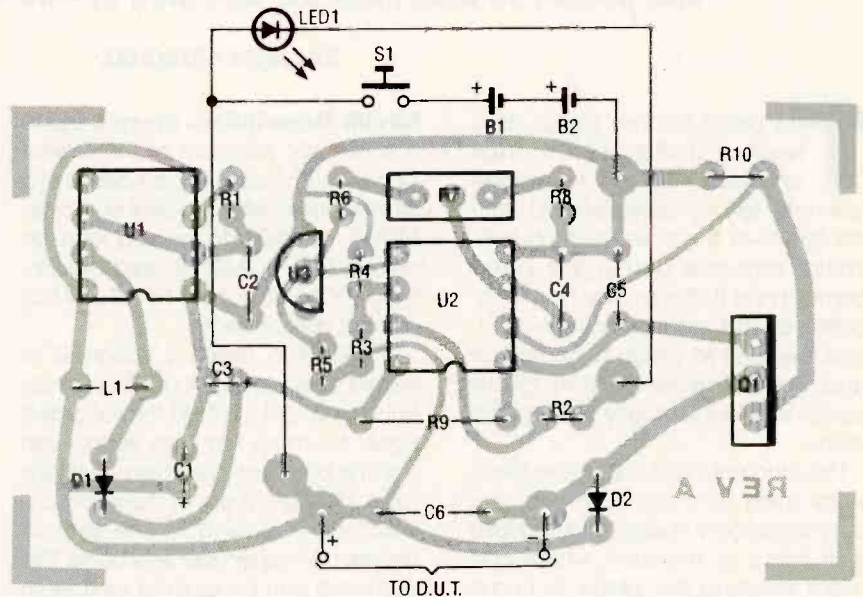 LED1
S1
+ +
B1 B2
R10
R1 R6 R7 R8
U1
C2 U3 R4 U2 C4 C5
R5 R3
L1 C3 + R9 R2 Q1
D1 C1
+
C6 D2
REV A
+ −
TO D.U.T.